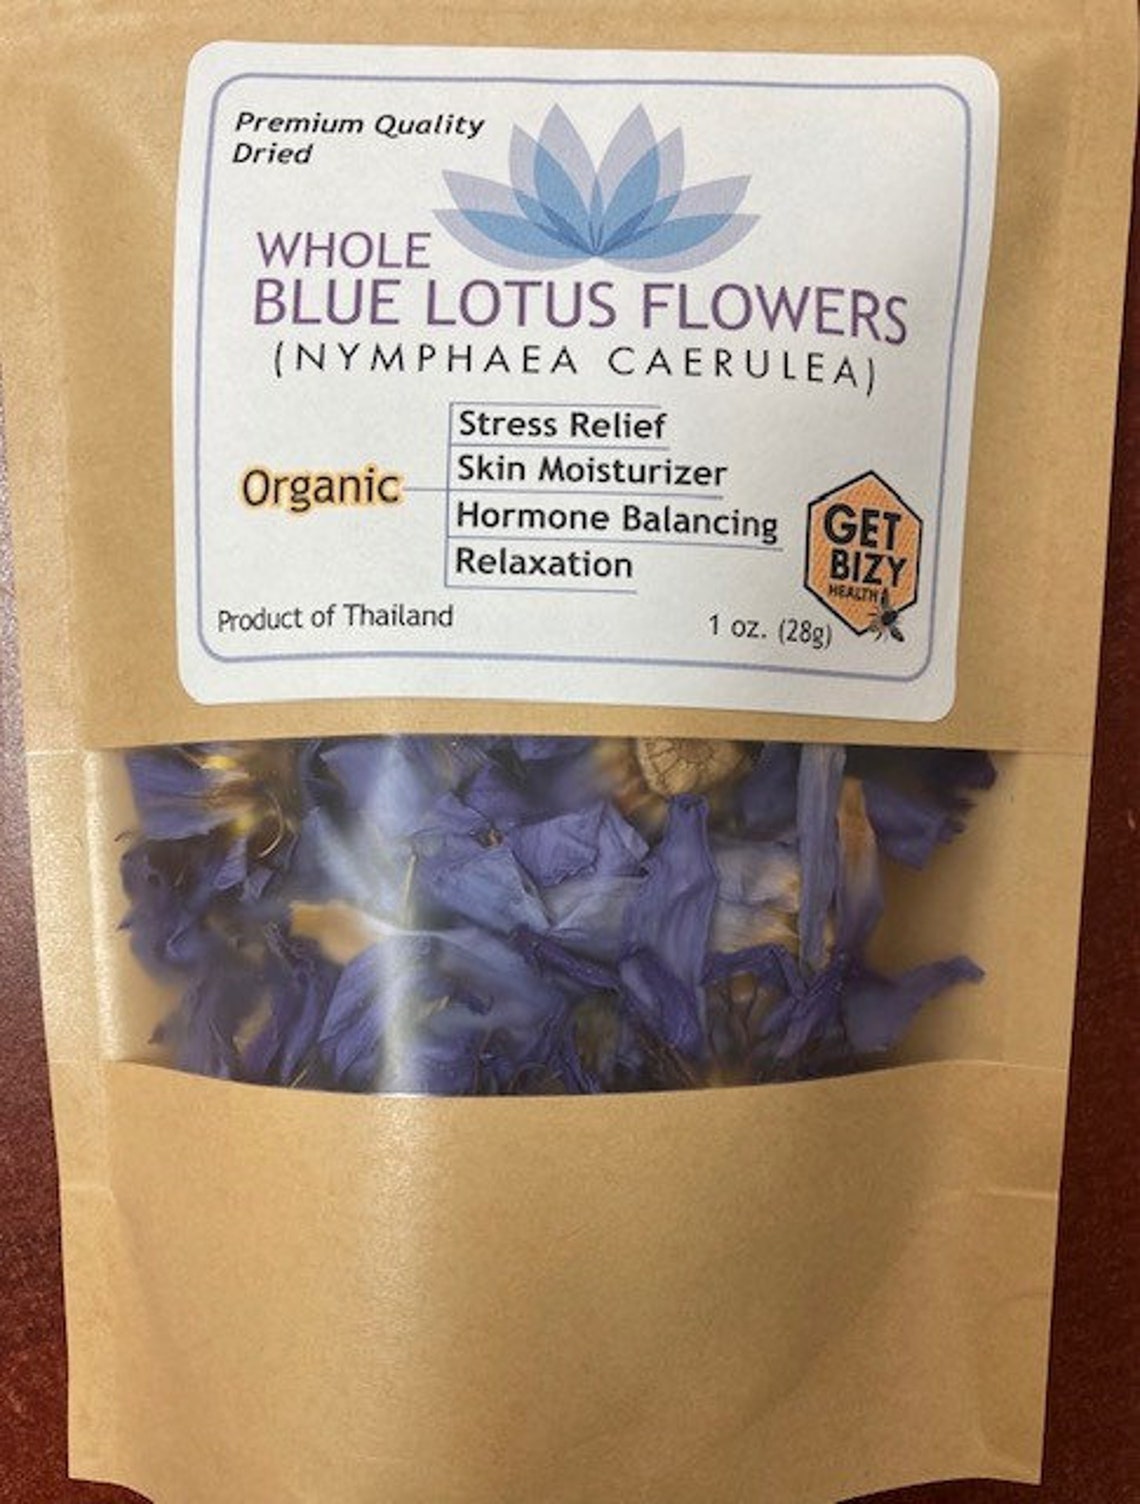 Premium Quality
Dried
WHOLE
BLUE LOTUS FLOWERS
(NYMPHAEA CAERULEA)
Organic
Stress Relief
Skin Moisturizer
Hormone Balancing
Relaxation
GET
BIZY
HEALTH
Product of Thailand
1 oz. (28g)